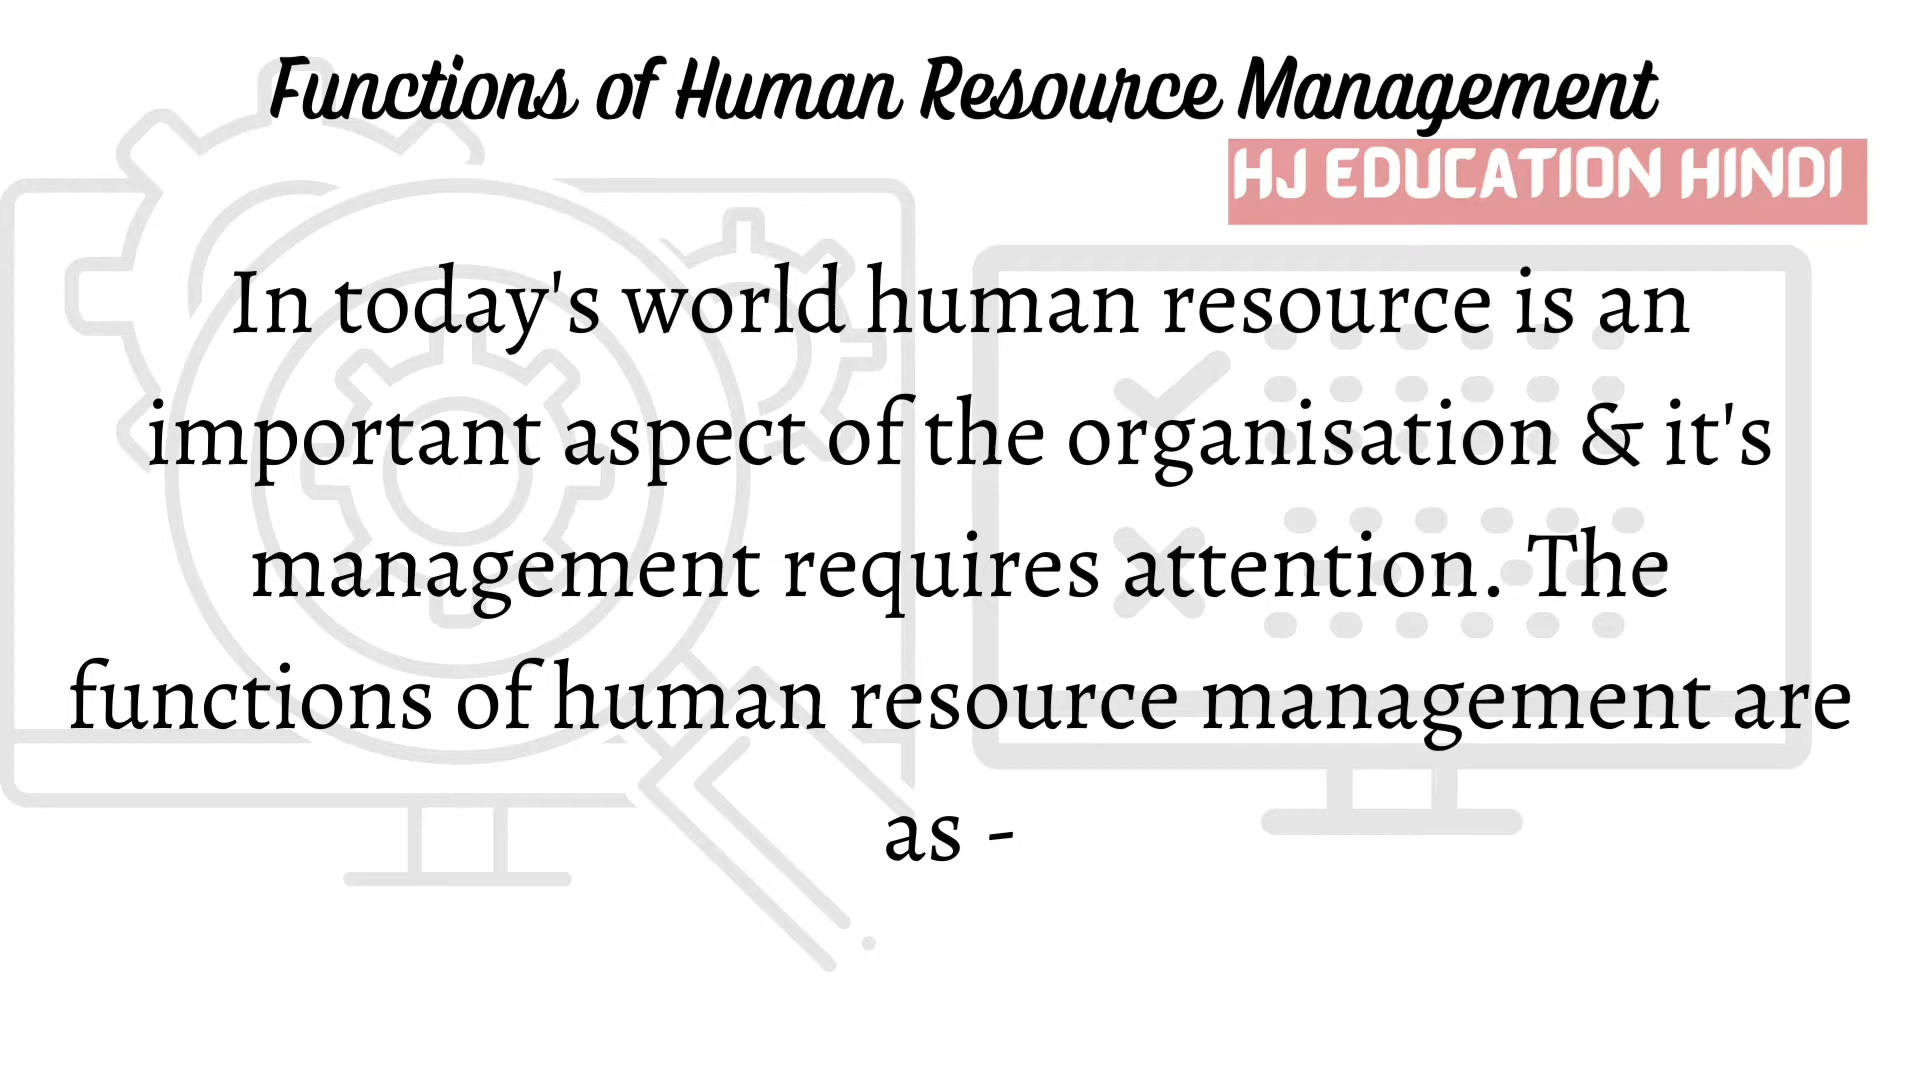 Functions of Human Resource Management
HJ EDUCATION HINDI
In today's world human resource is an
important aspect of the organisation & it's
management requires attention. The
functions of human resource management are
as -